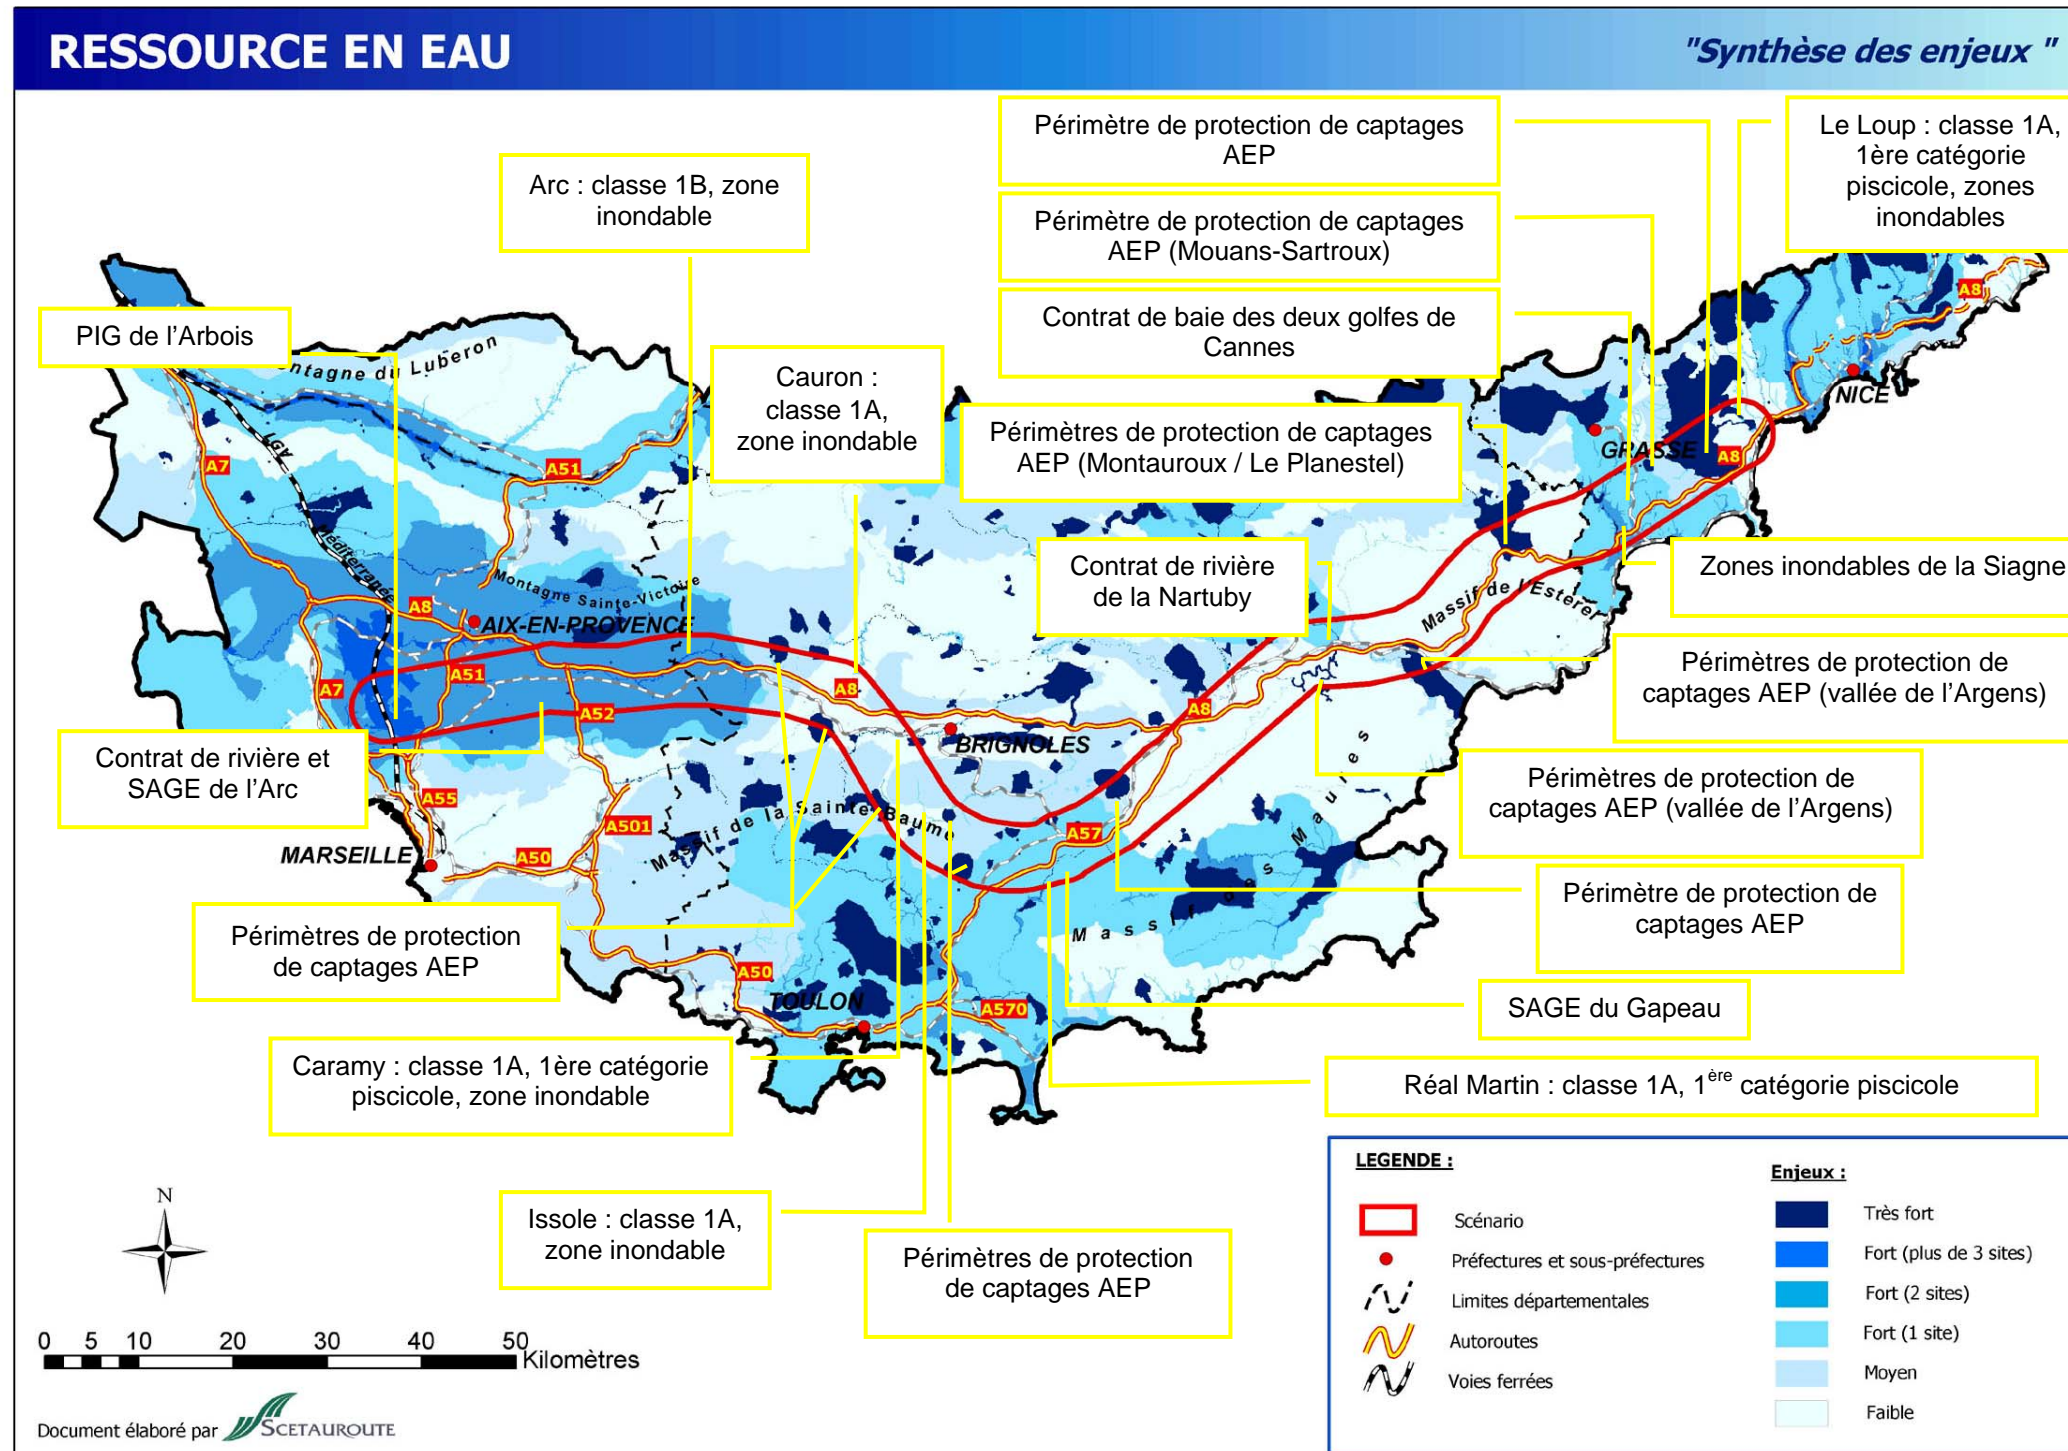 RESSOURCE EN EAU
"Synthèse des enjeux "
Périmètre de protection de captages
AEP
Le Loup : classe 1A,
1ère catégorie
piscicole, zones
inondables
Arc : classe 1B, zone
inondable
Périmètre de protection de captages
AEP (Mouans-Sartroux)
Contrat de baie des deux golfes de
Cannes
PIG de l'Arbois
Cauron :
classe 1A,
zone inondable
Périmètres de protection de captages
AEP (Montauroux / Le Planestel)
Contrat de rivière
de la Nartuby
Zones inondables de la Siagne
Périmètres de protection de
captages AEP (vallée de l'Argens)
Périmètres de protection de
captages AEP (vallée de l'Argens)
Périmètre de protection de
captages AEP
Contrat de rivière et
SAGE de l'Arc
Périmètres de protection
de captages AEP
SAGE du Gapeau
Caramy : classe 1A, 1ère catégorie
piscicole, zone inondable
Réal Martin : classe 1A, 1ère catégorie piscicole
Issole : classe 1A,
zone inondable
Périmètres de protection
de captages AEP
ntagne du Luberon
LGV
Méditerranée
Montagne Sainte-Victoire
AIX-EN-PROVENCE
MARSEILLE
Massif de la Sainte-Baume
BRIGNOLES
TOULON
Massif des Maures
Massif de l'Esterel
GRASSE
NICE
A7
A51
A8
A51
A7
A52
A55
A501
A50
A50
A570
A57
A8
A8
A8
A8
LEGENDE :
Scénario
Préfectures et sous-préfectures
Limites départementales
Autoroutes
Voies ferrées
Enjeux :
Très fort
Fort (plus de 3 sites)
Fort (2 sites)
Fort (1 site)
Moyen
Faible
N
0 5 10 20 30 40 50
Kilomètres
Document élaboré par SCETAUROUTE